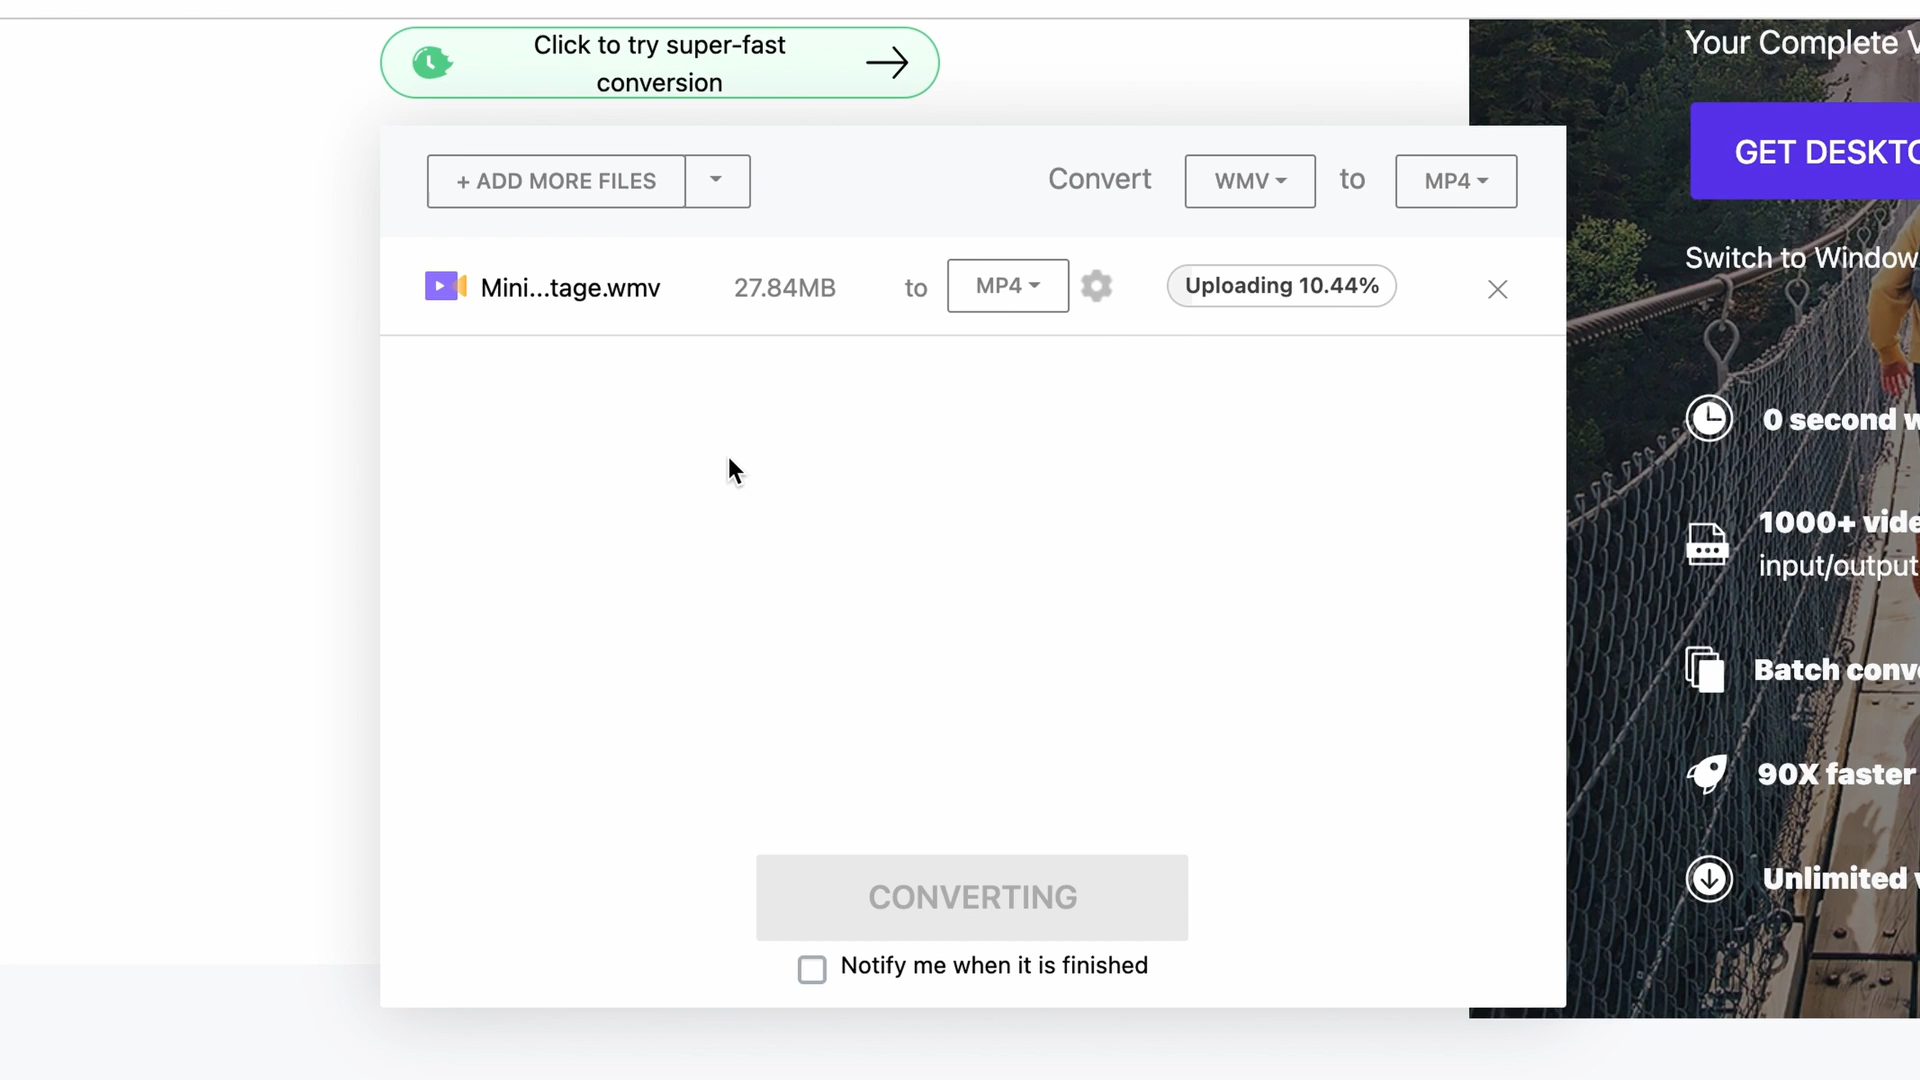 Click to try super-fast
conversion
+ ADD MORE FILES
Convert WMV to MP4
Mini...tage.wmv 27.84MB to MP4 Uploading 10.44%
CONVERTING
Notify me when it is finished
Your Complete V
GET DESKTO
Switch to Window
0 second w
1000+ vide
input/output
Batch conv
90X faster
Unlimited v